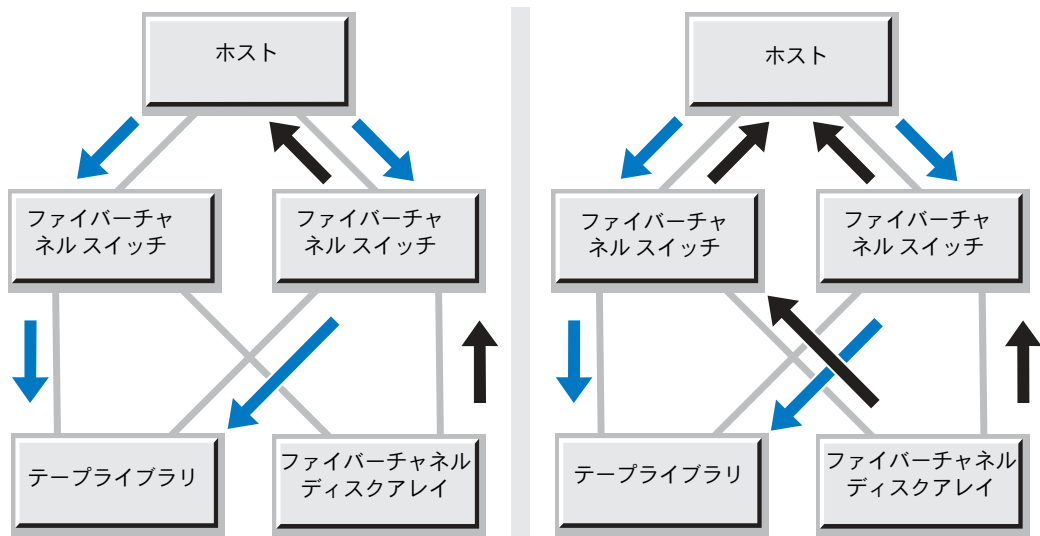 ホスト
ファイバーチャ
ネル スイッチ
ファイバーチャ
ネル スイッチ
テープライブラリ
ファイバーチャネル
ディスクアレイ
ホスト
ファイバーチャ
ネル スイッチ
ファイバーチャ
ネル スイッチ
テープライブラリ
ファイバーチャネル
ディスクアレイ